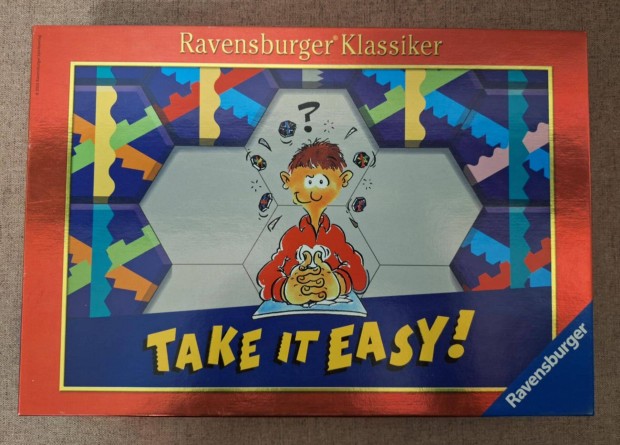 Ravensburger® Klassiker
?
TAKE IT EASY!
Ravensburger